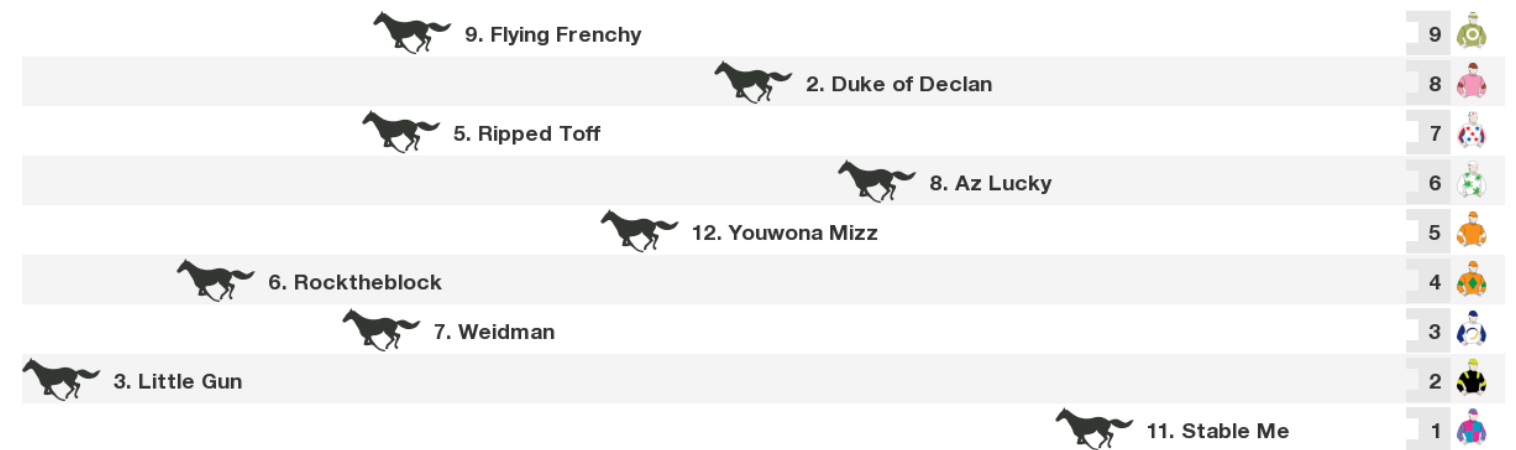 9. Flying Frenchy 9
2. Duke of Declan 8
5. Ripped Toff 7
8. Az Lucky 6
12. Youwona Mizz 5
6. Rocktheblock 4
7. Weidman 3
3. Little Gun 2
11. Stable Me 1